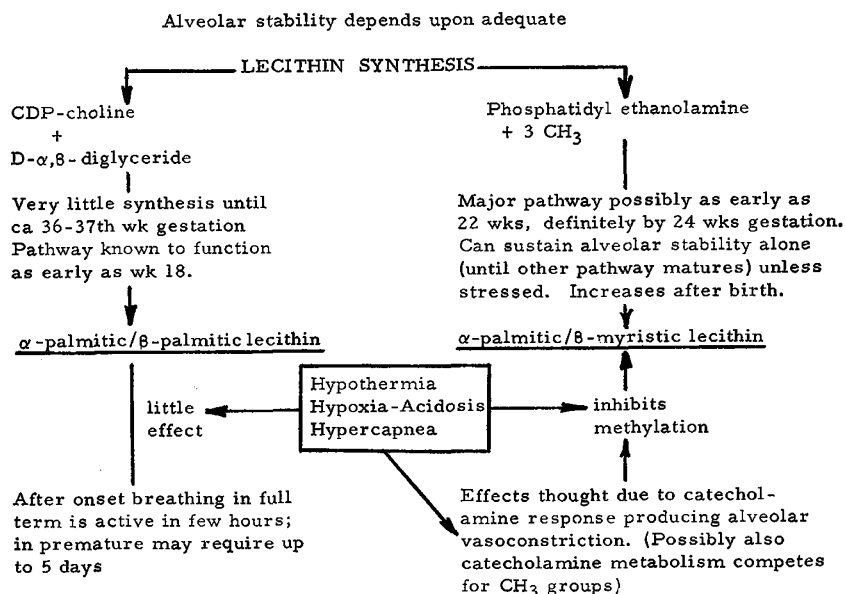 Alveolar stability depends upon adequate
LECITHIN SYNTHESIS
CDP-choline
+
D-α,β-diglyceride
Very little synthesis until
ca 36-37th wk gestation
Pathway known to function
as early as wk 18.
α-palmitic/β-palmitic lecithin
Phosphatidyl ethanolamine
+ 3 CH3
Major pathway possibly as early as
22 wks, definitely by 24 wks gestation.
Can sustain alveolar stability alone
(until other pathway matures) unless
stressed. Increases after birth.
α-palmitic/β-myristic lecithin
little
effect
Hypothermia
Hypoxia-Acidosis
Hypercapnea
inhibits
methylation
After onset breathing in full
term is active in few hours;
in premature may require up
to 5 days
Effects thought due to catechol-
amine response producing alveolar
vasoconstriction. (Possibly also
catecholamine metabolism competes
for CH3 groups)